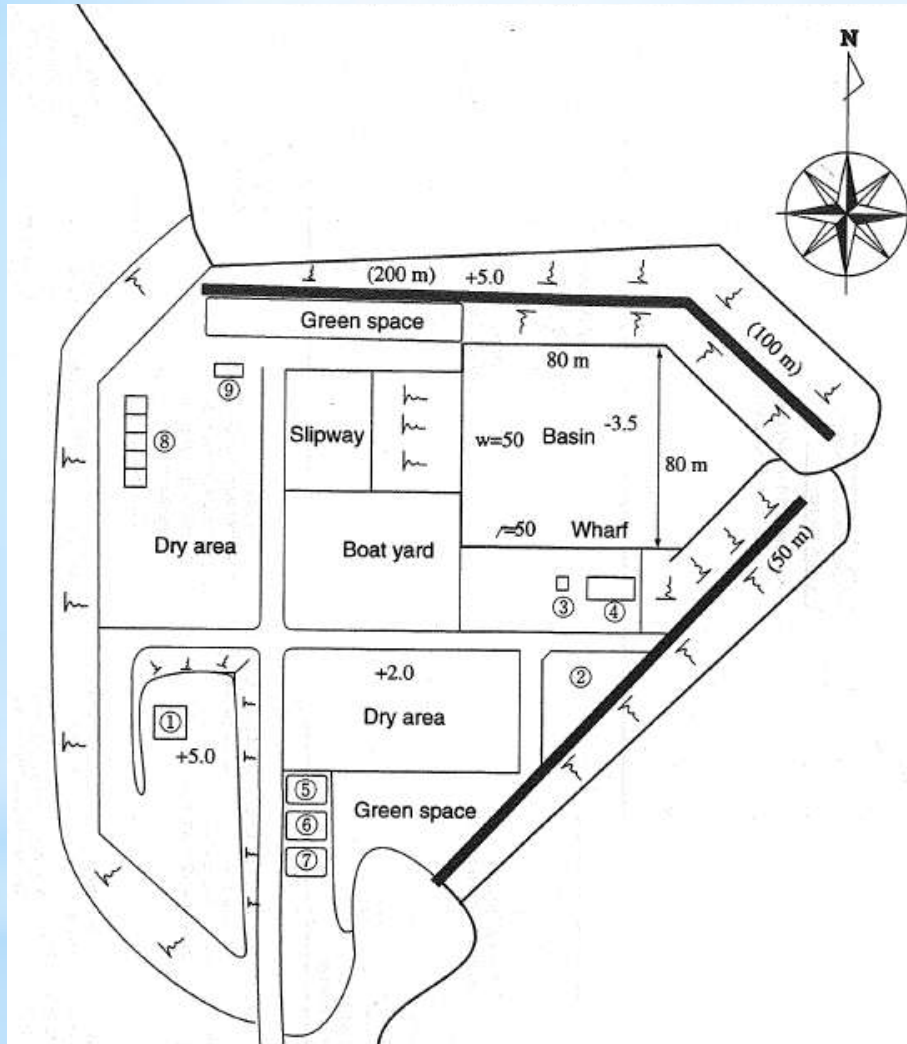 N
(200 m) +5.0
Green space
(100 m)
80 m
⑨
⑧
Slipway
w=50 Basin -3.5
80 m
Dry area
Boat yard
r=50 Wharf
(50 m)
③ ④
+2.0
②
①
Dry area
+5.0
⑤
Green space
⑥
⑦